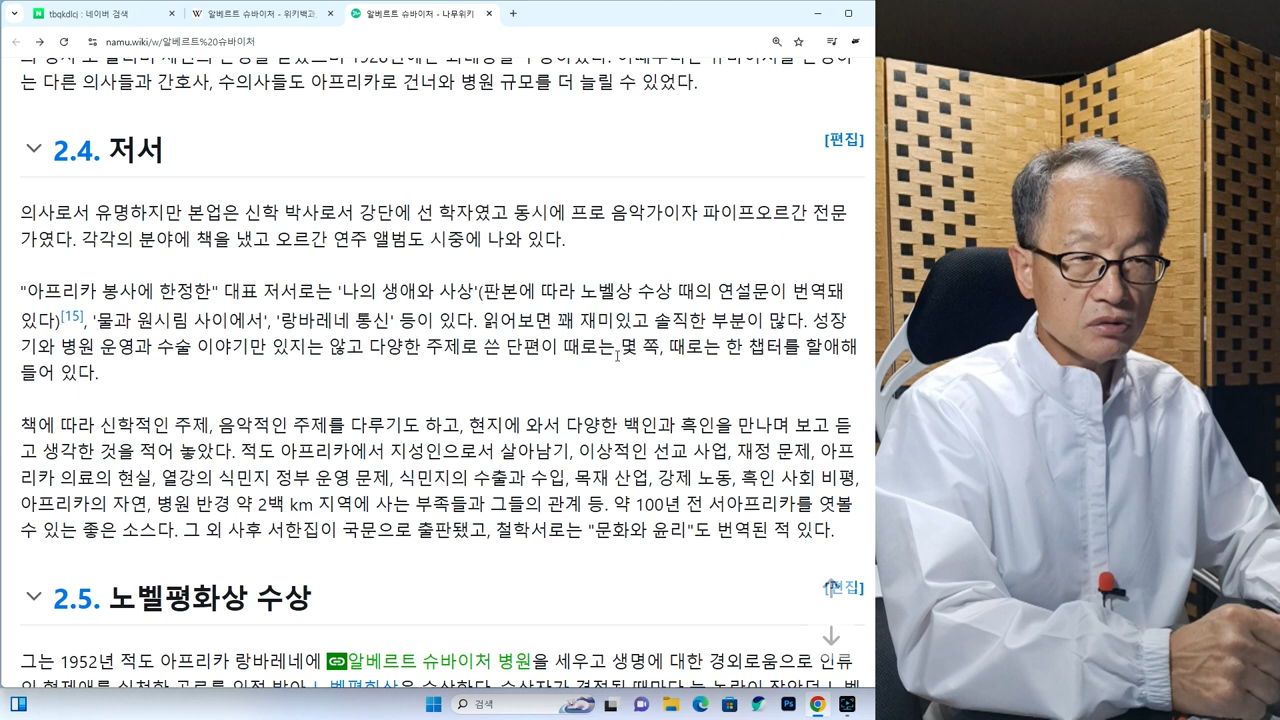 tbqkdlcj : 네이버 검색
알베르트 슈바이처 - 위키백과
알베르트 슈바이처 - 나무위키
namu.wiki/w/알베르트%20슈바이처
는 다른 의사들과 간호사, 수의사들도 아프리카로 건너와 병원 규모를 더 늘릴 수 있었다.
2.4. 저서
[편집]
의사로서 유명하지만 본업은 신학 박사로서 강단에 선 학자였고 동시에 프로 음악가이자 파이프오르간 전문
가였다. 각각의 분야에 책을 냈고 오르간 연주 앨범도 시중에 나와 있다.
"아프리카 봉사에 한정한" 대표 저서로는 '나의 생애와 사상'(판본에 따라 노벨상 수상 때의 연설문이 번역돼
있다)[15], '물과 원시림 사이에서', '랑바레네 통신' 등이 있다. 읽어보면 꽤 재미있고 솔직한 부분이 많다. 성장
기와 병원 운영과 수술 이야기만 있지는 않고 다양한 주제로 쓴 단편이 때로는 몇 쪽, 때로는 한 챕터를 할애해
들어 있다.
책에 따라 신학적인 주제, 음악적인 주제를 다루기도 하고, 현지에 와서 다양한 백인과 흑인을 만나며 보고 듣
고 생각한 것을 적어 놓았다. 적도 아프리카에서 지성인으로서 살아남기, 이상적인 선교 사업, 재정 문제, 아프
리카 의료의 현실, 열강의 식민지 정부 운영 문제, 식민지의 수출과 수입, 목재 산업, 강제 노동, 흑인 사회 비평,
아프리카의 자연, 병원 반경 약 2백 km 지역에 사는 부족들과 그들의 관계 등. 약 100년 전 서아프리카를 엿볼
수 있는 좋은 소스다. 그 외 사후 서한집이 국문으로 출판됐고, 철학서로는 "문화와 윤리"도 번역된 적 있다.
2.5. 노벨평화상 수상
[편집]
그는 1952년 적도 아프리카 랑바레네에 알베르트 슈바이처 병원을 세우고 생명에 대한 경외로움으로 인류
검색